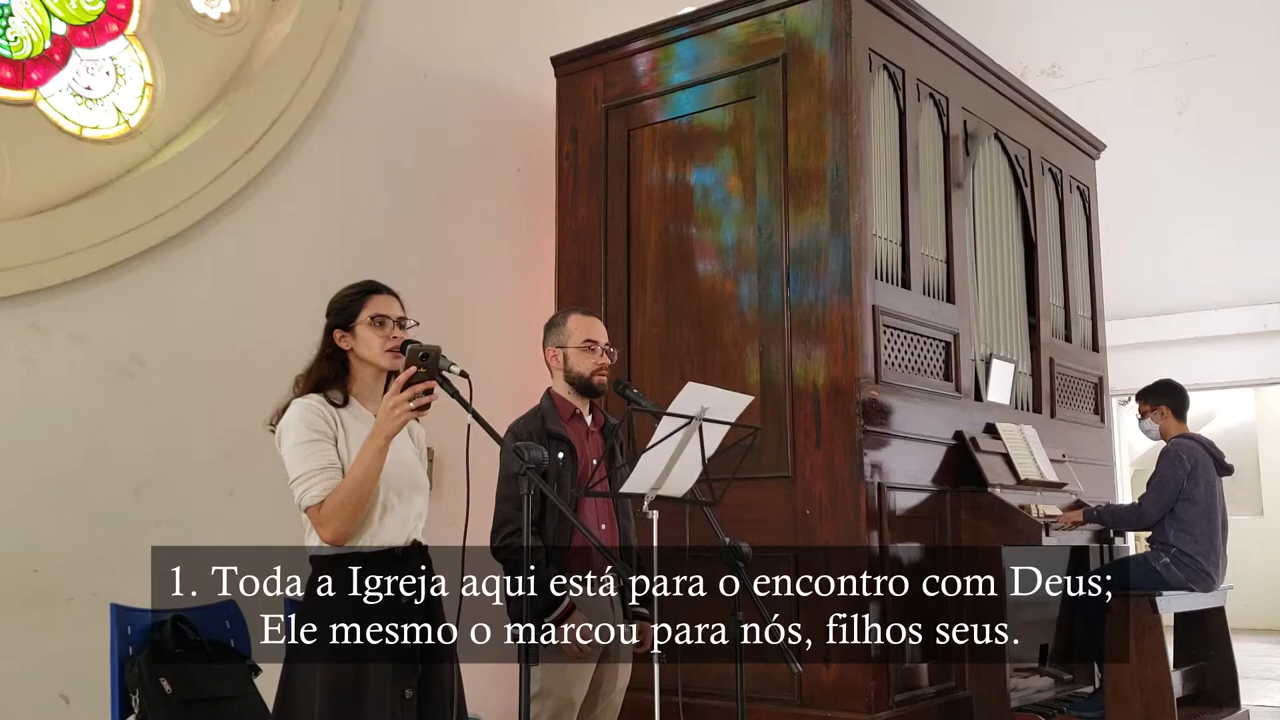 1. Toda a Igreja aqui está para o encontro com Deus;
Ele mesmo o marcou para nós, filhos seus.